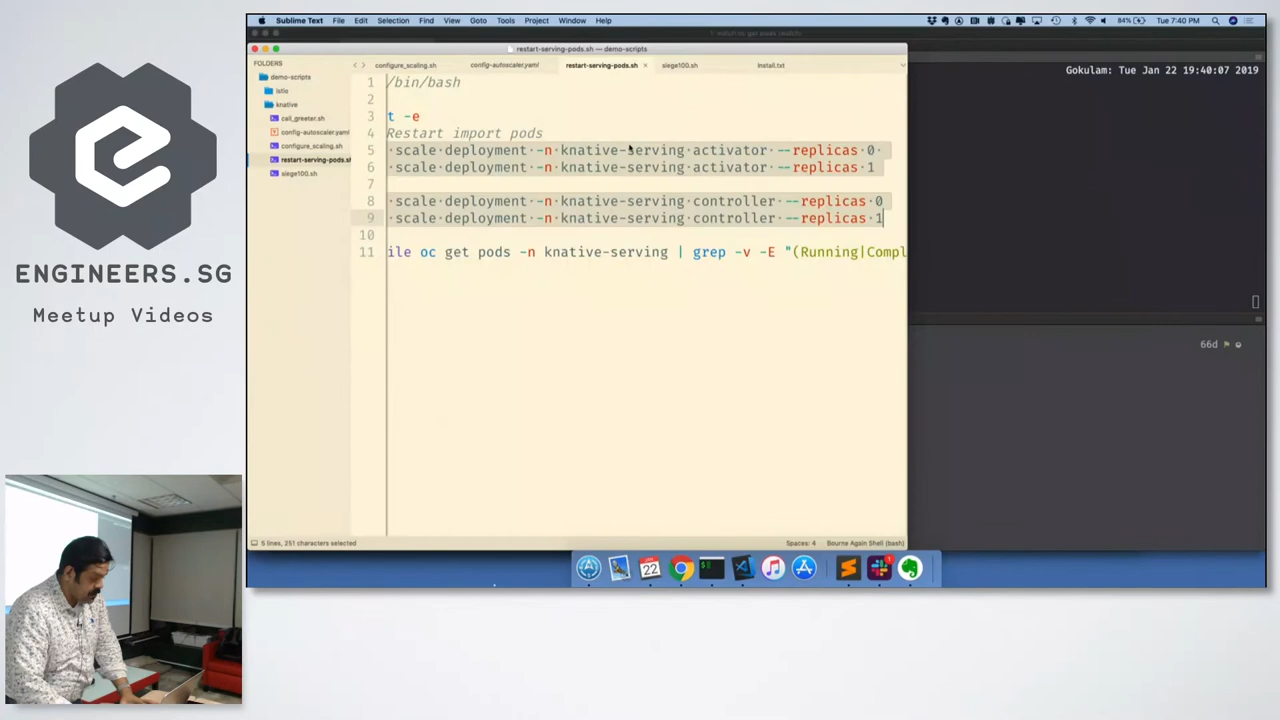 Sublime Text File Edit Selection Find View Goto Tools Project Window Help
84% Tue 7:40 PM
restart-serving-pods.sh — demo-scripts
FOLDERS
demo-scripts
istio
knative
call_greeter.sh
config-autoscaler.yaml
configure_scaling.sh
restart-serving-pods.sh
siege100.sh
configure_scaling.sh config-autoscaler.yaml restart-serving-pods.sh siege100.sh install.txt
1 /bin/bash
2
3 t -e
4 Restart import pods
5 scale deployment -n knative-serving activator --replicas 0
6 scale deployment -n knative-serving activator --replicas 1
7
8 scale deployment -n knative-serving controller --replicas 0
9 scale deployment -n knative-serving controller --replicas 1
10
11 ile oc get pods -n knative-serving | grep -v -E "(Running|Compl
5 lines, 251 characters selected
Spaces: 4 Bourne Again Shell (bash)
Gokulam: Tue Jan 22 19:40:07 2019
66d
ENGINEERS.SG
Meetup Videos
JAN
22
$
1